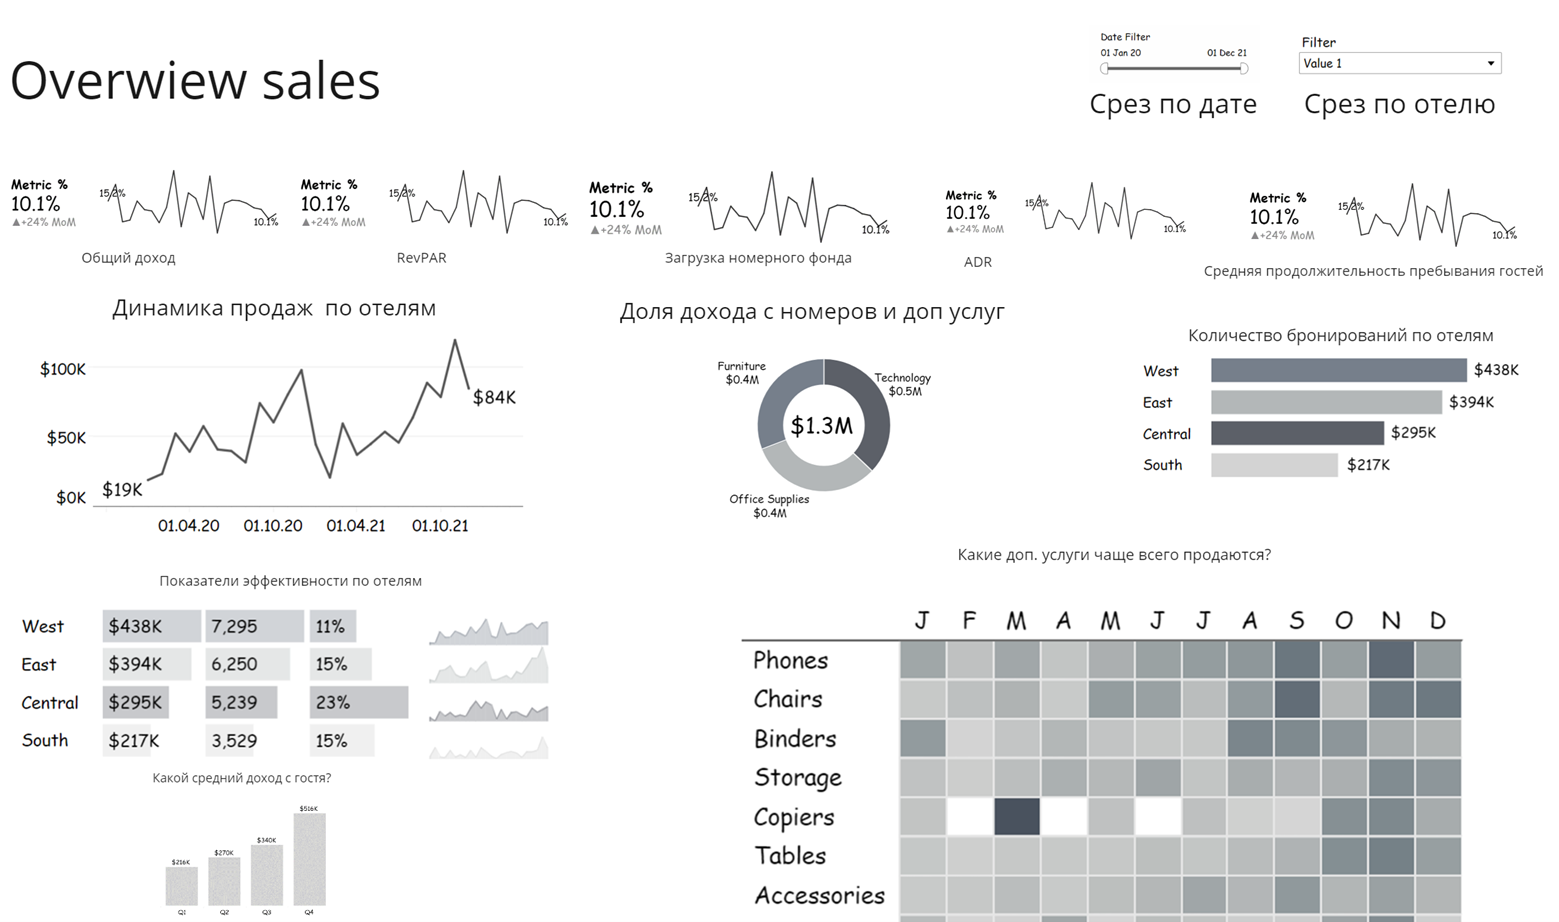 Overwiew sales
Date Filter
01 Jan 20 01 Dec 21
Срез по дате
Filter
Value 1
Срез по отелю
Metric %
10.1%
▲+24% MoM
15.2%
10.1%
Общий доход
Metric %
10.1%
▲+24% MoM
15.2%
10.1%
RevPAR
Metric %
10.1%
▲+24% MoM
15.2%
10.1%
Загрузка номерного фонда
Metric %
10.1%
▲+24% MoM
15.2%
10.1%
ADR
Metric %
10.1%
▲+24% MoM
15.2%
10.1%
Средняя продолжительность пребывания гостей
Динамика продаж по отелям
$100K
$50K
$0K
$19K
$84K
01.04.20 01.10.20 01.04.21 01.10.21
Доля дохода с номеров и доп услуг
Furniture
$0.4M
Technology
$0.5M
$1.3M
Office Supplies
$0.4M
Количество бронирований по отелям
West $438K
East $394K
Central $295K
South $217K
Показатели эффективности по отелям
West $438K 7,295 11%
East $394K 6,250 15%
Central $295K 5,239 23%
South $217K 3,529 15%
Какой средний доход с гостя?
$216K
$270K
$340K
$516K
Q1 Q2 Q3 Q4
Какие доп. услуги чаще всего продаются?
J F M A M J J A S O N D
Phones
Chairs
Binders
Storage
Copiers
Tables
Accessories